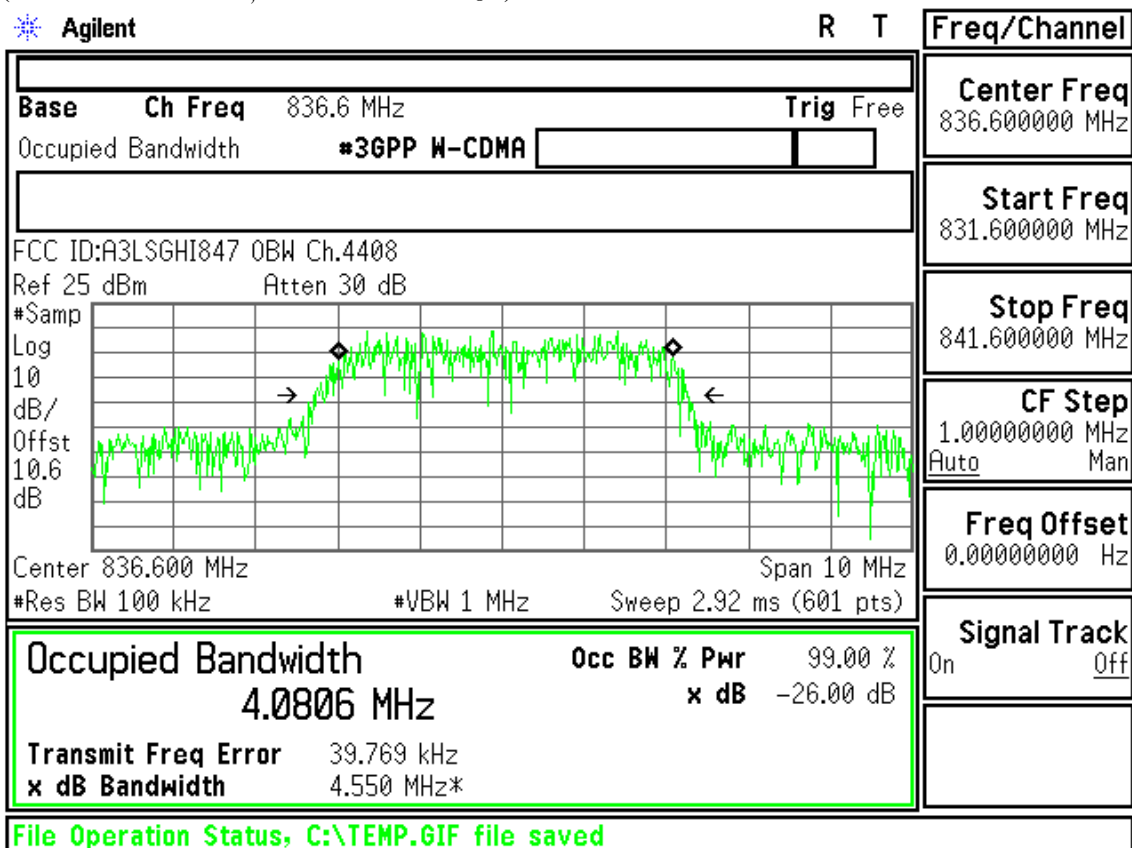 Agilent R T
Base Ch Freq 836.6 MHz Trig Free
Occupied Bandwidth #3GPP W-CDMA
FCC ID:A3LSGHI847 OBW Ch.4408
Ref 25 dBm Atten 30 dB
#Samp
Log
10
dB/
Offst
10.6
dB
Center 836.600 MHz Span 10 MHz
#Res BW 100 kHz #VBW 1 MHz Sweep 2.92 ms (601 pts)
Occupied Bandwidth Occ BW % Pwr 99.00 %
4.0806 MHz x dB -26.00 dB
Transmit Freq Error 39.769 kHz
x dB Bandwidth 4.550 MHz*
File Operation Status, C:\TEMP.GIF file saved
Freq/Channel
Center Freq
836.600000 MHz
Start Freq
831.600000 MHz
Stop Freq
841.600000 MHz
CF Step
1.00000000 MHz
Auto Man
Freq Offset
0.00000000 Hz
Signal Track
On Off